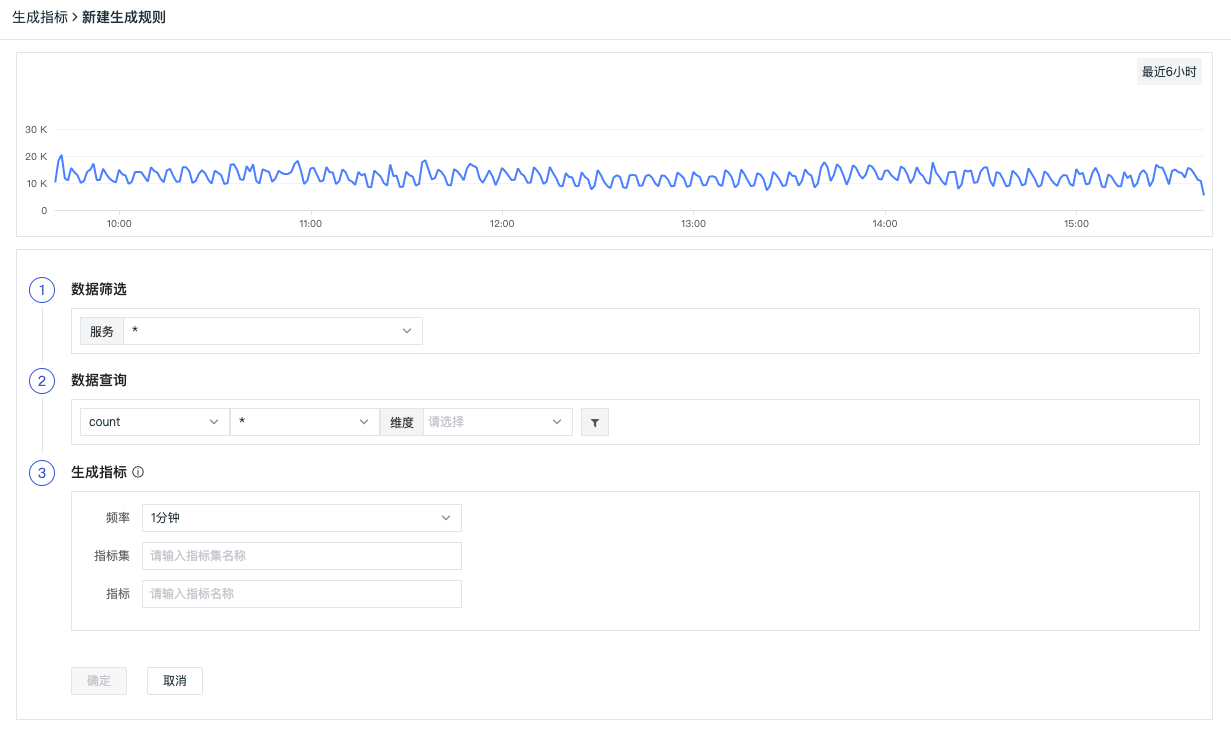 生成指标 > 新建生成规则
最近6小时
30 K
20 K
10 K
0
10:00 11:00 12:00 13:00 14:00 15:00
1 数据筛选
服务 *
2 数据查询
count * 维度 请选择
3 生成指标
频率 1分钟
指标集 请输入指标集名称
指标 请输入指标名称
确定 取消